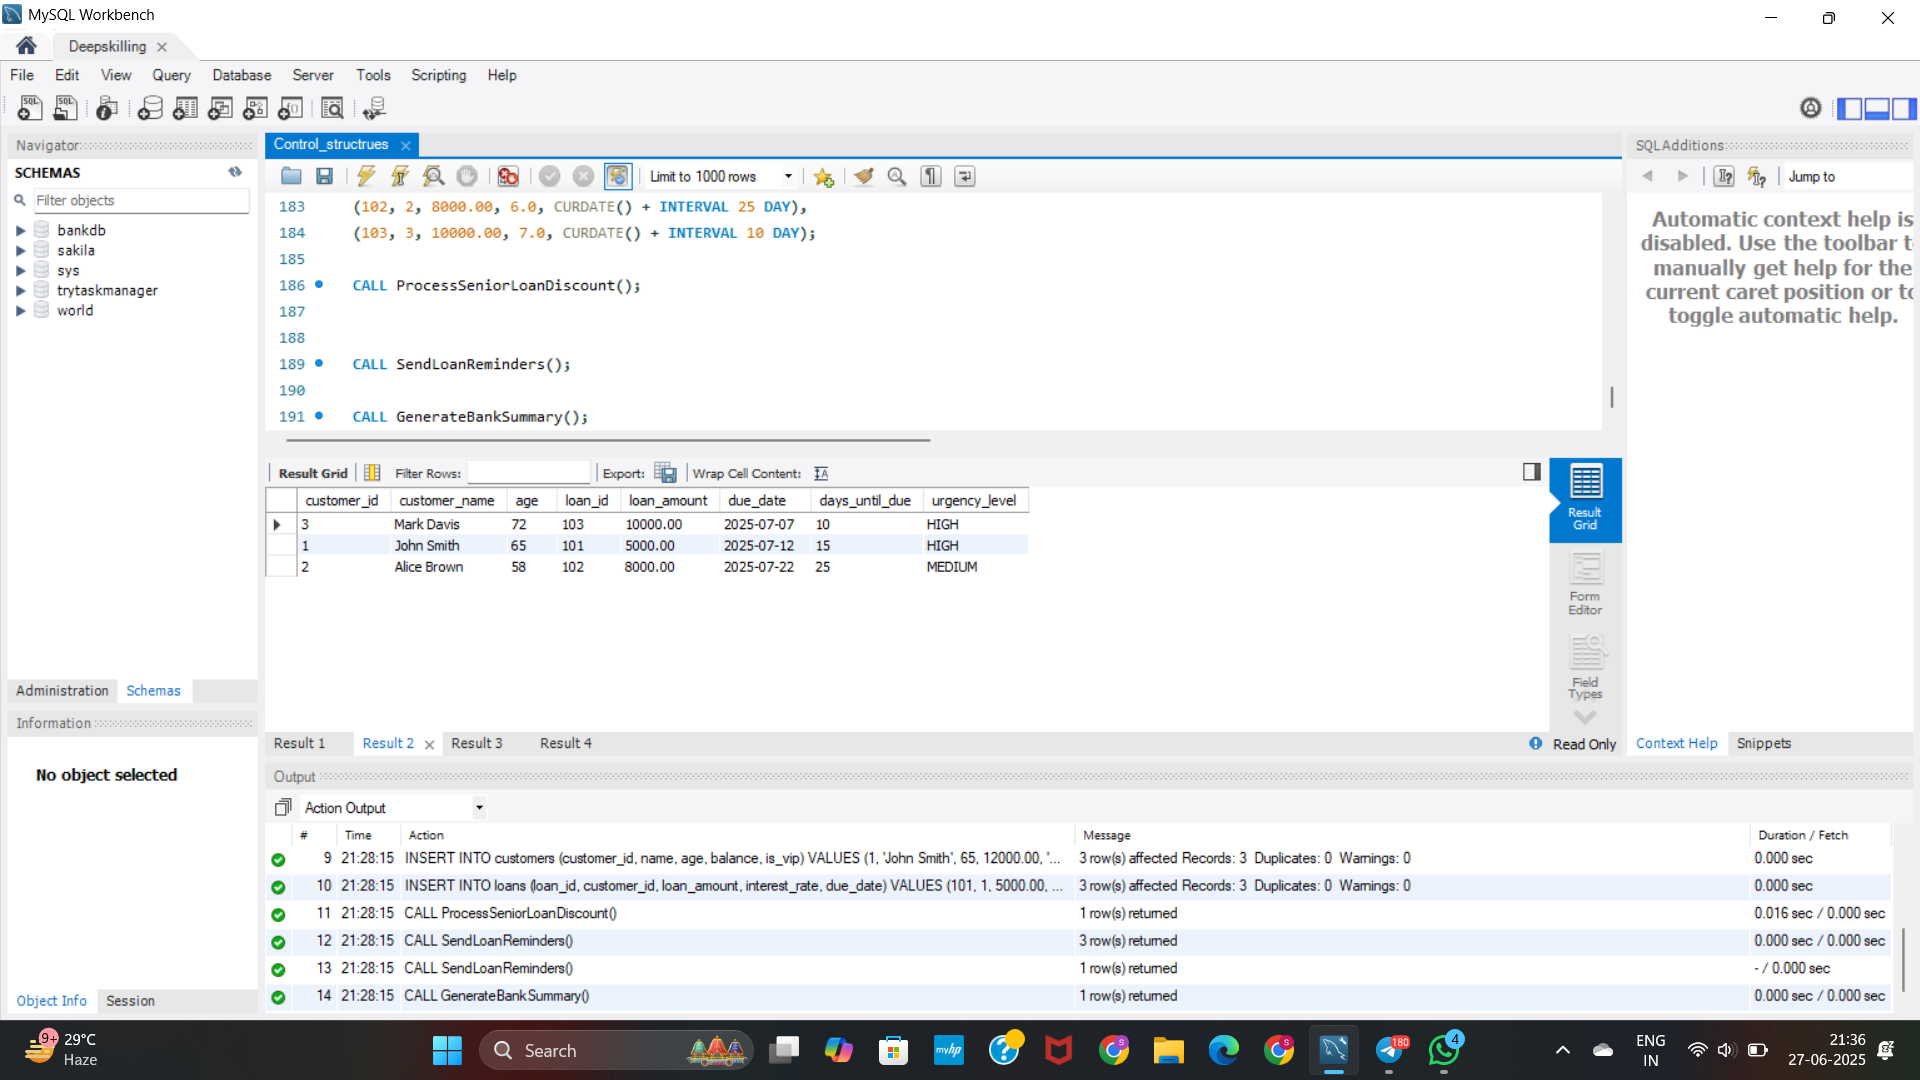 MySQL Workbench
Deepskilling
File Edit View Query Database Server Tools Scripting Help
Navigator
SCHEMAS
Filter objects
bankdb
sakila
sys
trytaskmanager
world
Administration Schemas
Information
No object selected
Object Info Session
Control_structrues
Limit to 1000 rows
183 (102, 2, 8000.00, 6.0, CURDATE() + INTERVAL 25 DAY),
184 (103, 3, 10000.00, 7.0, CURDATE() + INTERVAL 10 DAY);
185
186 CALL ProcessSeniorLoanDiscount();
187
188
189 CALL SendLoanReminders();
190
191 CALL GenerateBankSummary();
Result Grid Filter Rows: Export: Wrap Cell Content:
customer_id customer_name age loan_id loan_amount due_date days_until_due urgency_level
3 Mark Davis 72 103 10000.00 2025-07-07 10 HIGH
1 John Smith 65 101 5000.00 2025-07-12 15 HIGH
2 Alice Brown 58 102 8000.00 2025-07-22 25 MEDIUM
Result
Grid
Form
Editor
Field
Types
Result 1 Result 2 Result 3 Result 4 Read Only
SQLAdditions
Jump to
Automatic context help is
disabled. Use the toolbar t
manually get help for the
current caret position or to
toggle automatic help.
Context Help Snippets
Output
Action Output
# Time Action Message Duration / Fetch
9 21:28:15 INSERT INTO customers (customer_id, name, age, balance, is_vip) VALUES (1, 'John Smith', 65, 12000.00, '... 3 row(s) affected Records: 3 Duplicates: 0 Warnings: 0 0.000 sec
10 21:28:15 INSERT INTO loans (loan_id, customer_id, loan_amount, interest_rate, due_date) VALUES (101, 1, 5000.00, ... 3 row(s) affected Records: 3 Duplicates: 0 Warnings: 0 0.000 sec
11 21:28:15 CALL ProcessSeniorLoanDiscount() 1 row(s) returned 0.016 sec / 0.000 sec
12 21:28:15 CALL SendLoanReminders() 3 row(s) returned 0.000 sec / 0.000 sec
13 21:28:15 CALL SendLoanReminders() 1 row(s) returned - / 0.000 sec
14 21:28:15 CALL GenerateBankSummary() 1 row(s) returned 0.000 sec / 0.000 sec
9+ 29°C
Haze
Search
myhp
180
4
ENG
IN
21:36
27-06-2025